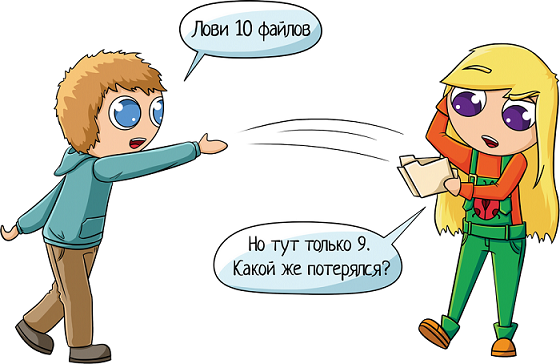 Лови 10 файлов
Но тут только 9.
Какой же потерялся?